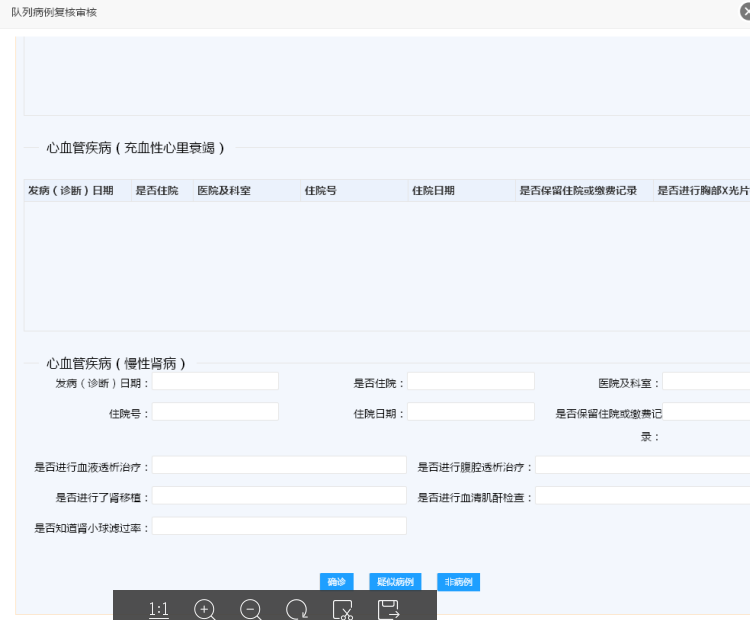 队列病例复核审核
心血管疾病（充血性心里衰竭）
发病（诊断）日期 是否住院 医院及科室 住院号 住院日期 是否保留住院或缴费记录 是否进行胸部X光片
心血管疾病（慢性肾病）
发病（诊断）日期： 是否住院： 医院及科室：
住院号： 住院日期： 是否保留住院或缴费记
录：
是否进行血液透析治疗： 是否进行腹腔透析治疗：
是否进行了肾移植： 是否进行血清肌酐检查：
是否知道肾小球滤过率：
确诊 疑似病例 非病例
1:1